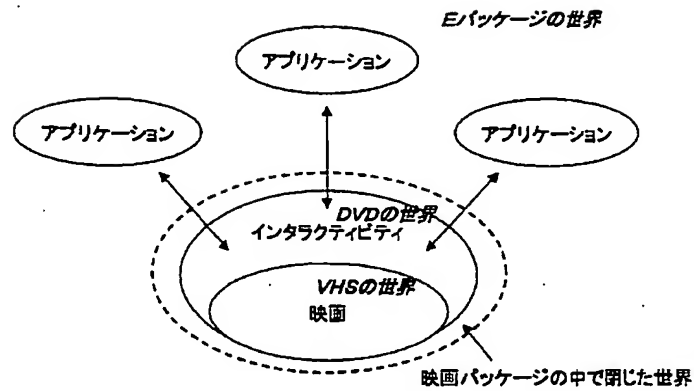 Eパッケージの世界
アプリケーション
アプリケーション
アプリケーション
DVDの世界
インタラクティビティ
VHSの世界
映画
映画パッケージの中で閉じた世界